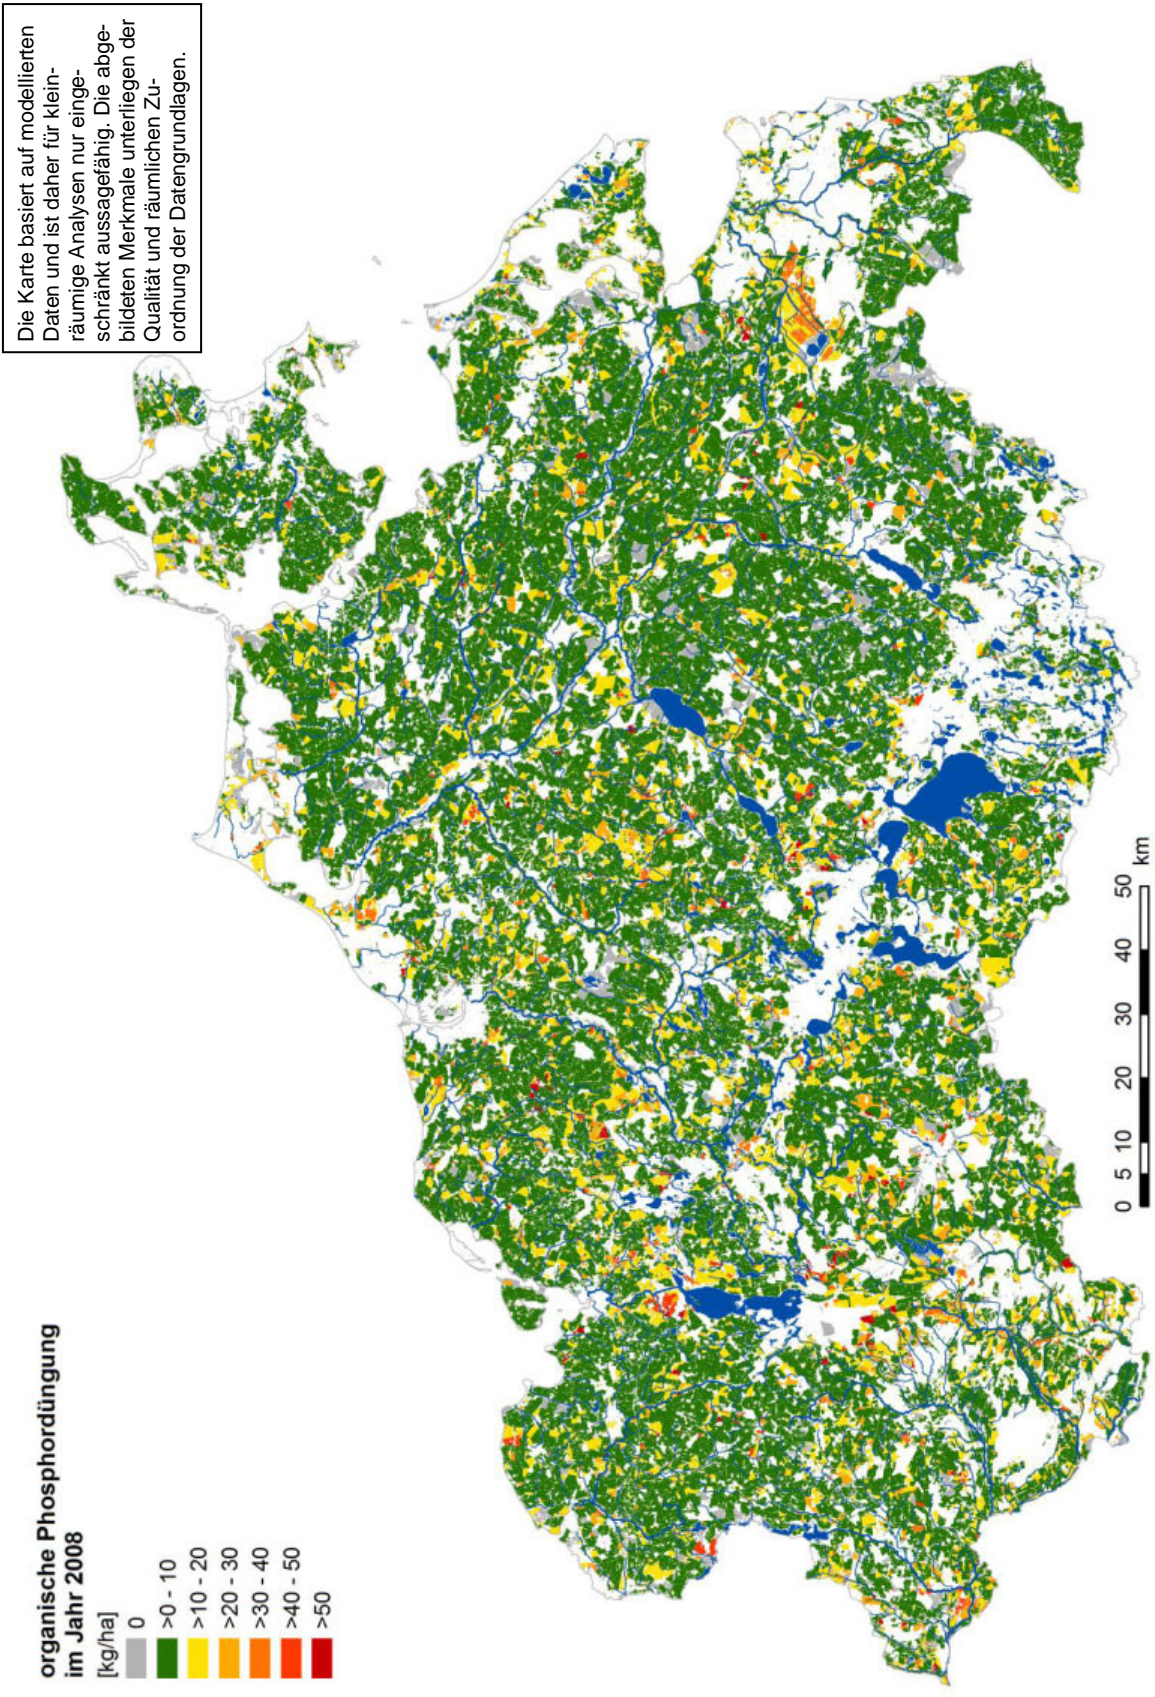 organische Phosphordüngung
im Jahr 2008
[kg/ha]
0
>0 - 10
>10 - 20
>20 - 30
>30 - 40
>40 - 50
>50
Die Karte basiert auf modellierten
Daten und ist daher für klein-
räumige Analysen nur einge-
schränkt aussagefähig. Die abge-
bildeten Merkmale unterliegen der
Qualität und räumlichen Zu-
ordnung der Datengrundlagen.
0 5 10 20 30 40 50 km